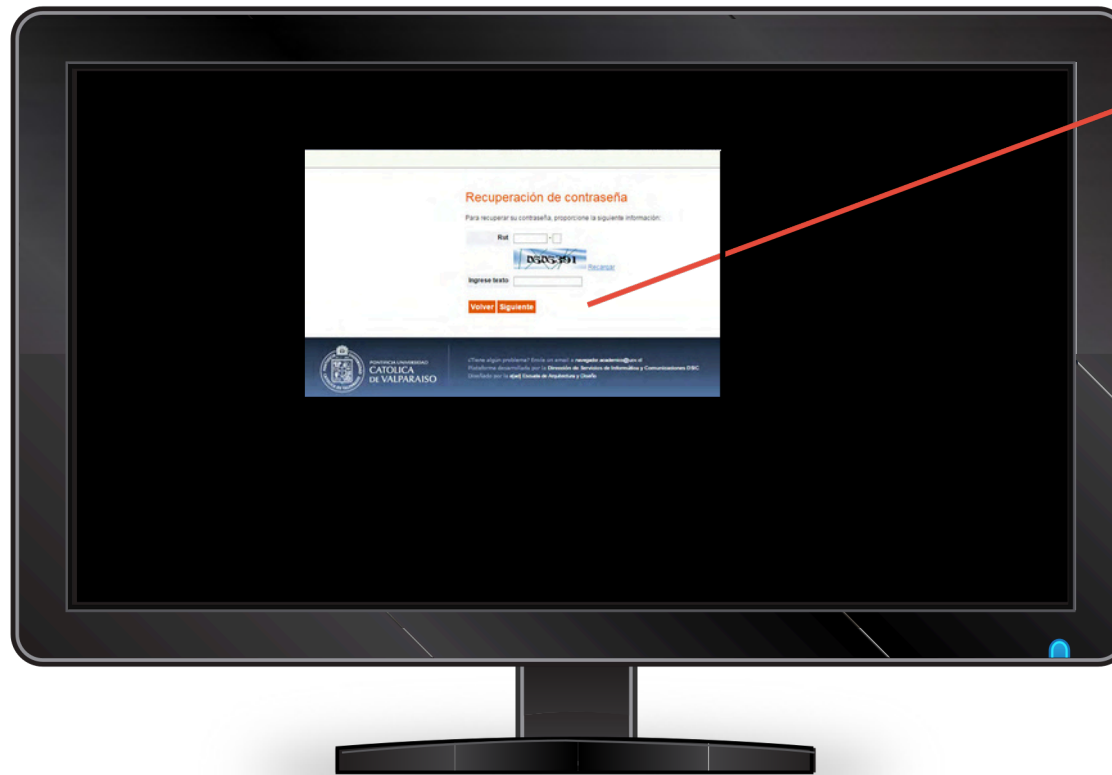 Recuperación de contraseña
Para recuperar su contraseña, proporcione la siguiente información:
Rut -
Recargar
Ingrese texto
Volver Siguiente
PONTIFICIA UNIVERSIDAD
CATOLICA
DE VALPARAISO
¿Tiene algún problema? Envíe un email a navegador.academico@ucv.cl
Plataforma desarrollada por la Dirección de Servicios de Informática y Comunicaciones DSIC
Diseñado por la e[ad] Escuela de Arquitectura y Diseño